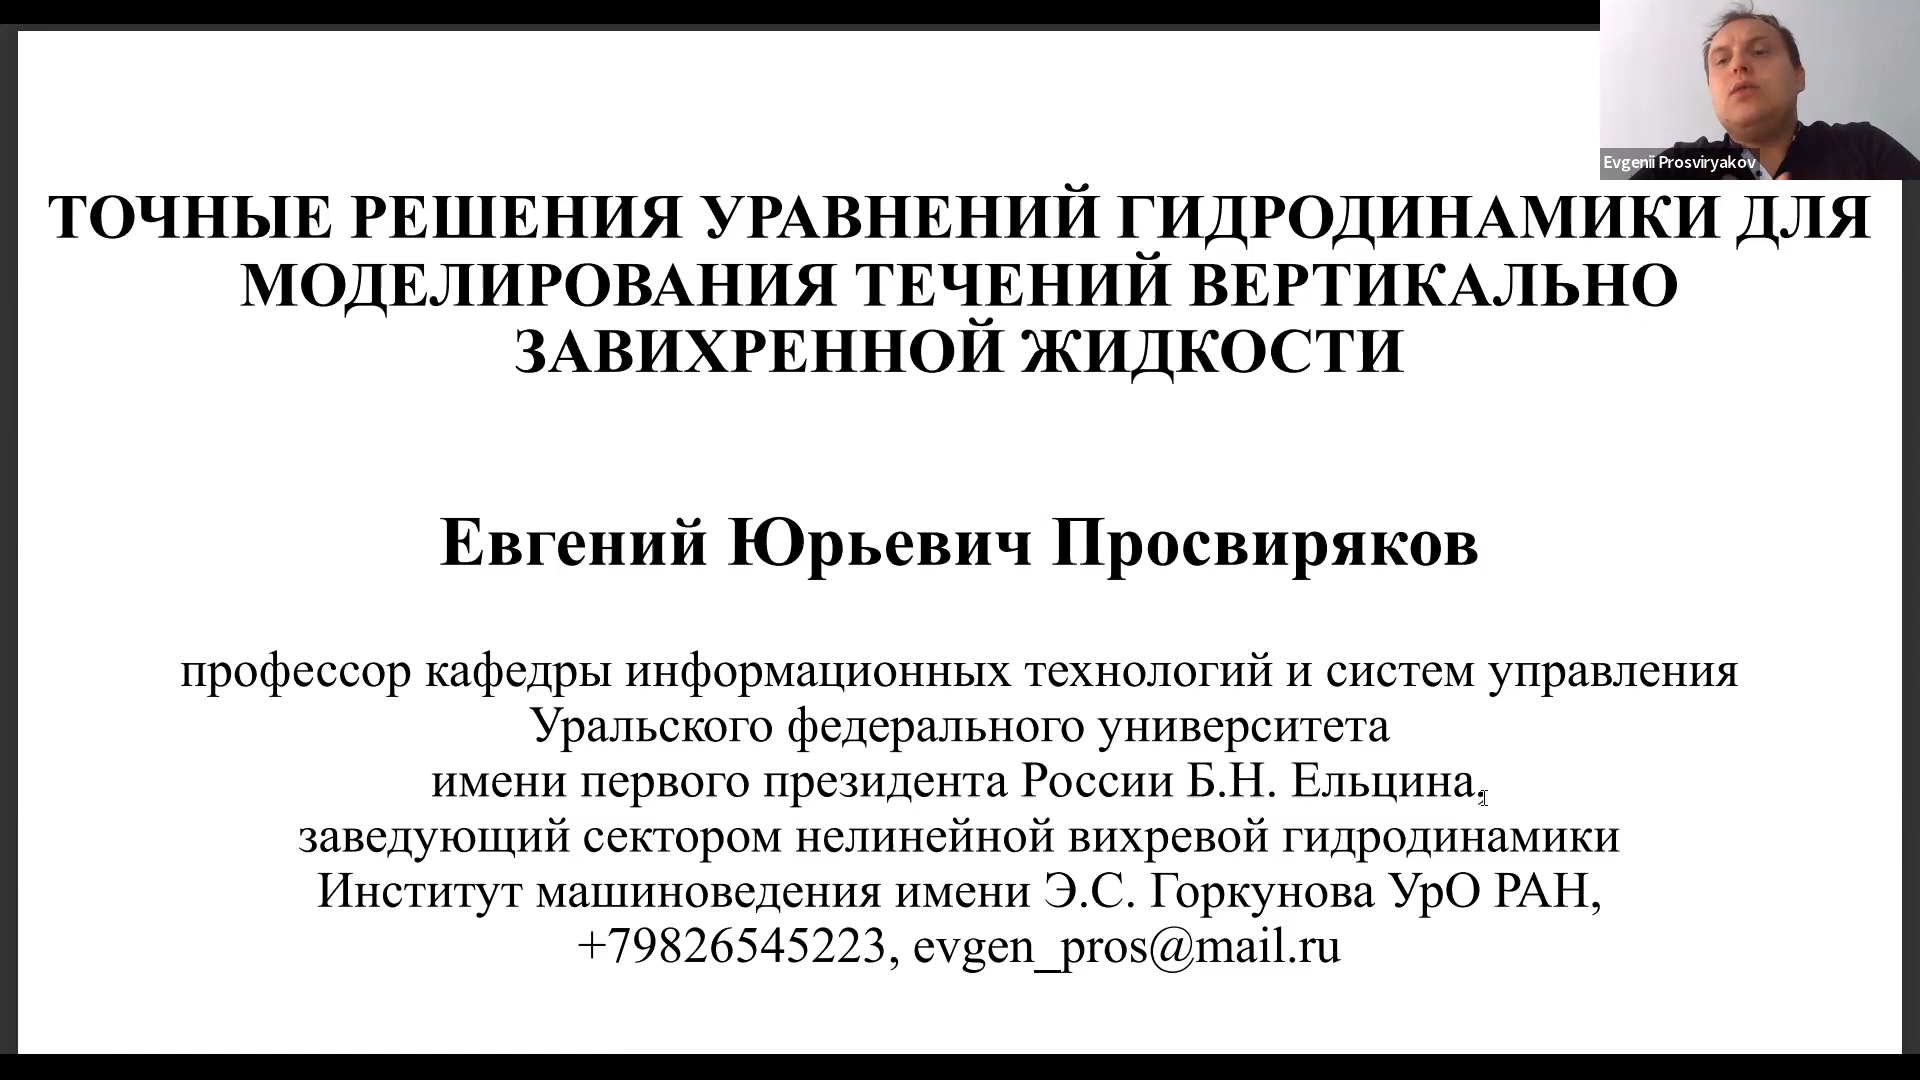 Evgenii Prosviryakov
ТОЧНЫЕ РЕШЕНИЯ УРАВНЕНИЙ ГИДРОДИНАМИКИ ДЛЯ
МОДЕЛИРОВАНИЯ ТЕЧЕНИЙ ВЕРТИКАЛЬНО
ЗАВИХРЕННОЙ ЖИДКОСТИ
Евгений Юрьевич Просвиряков
профессор кафедры информационных технологий и систем управления
Уральского федерального университета
имени первого президента России Б.Н. Ельцина,
заведующий сектором нелинейной вихревой гидродинамики
Институт машиноведения имени Э.С. Горкунова УрО РАН,
+79826545223, evgen_pros@mail.ru